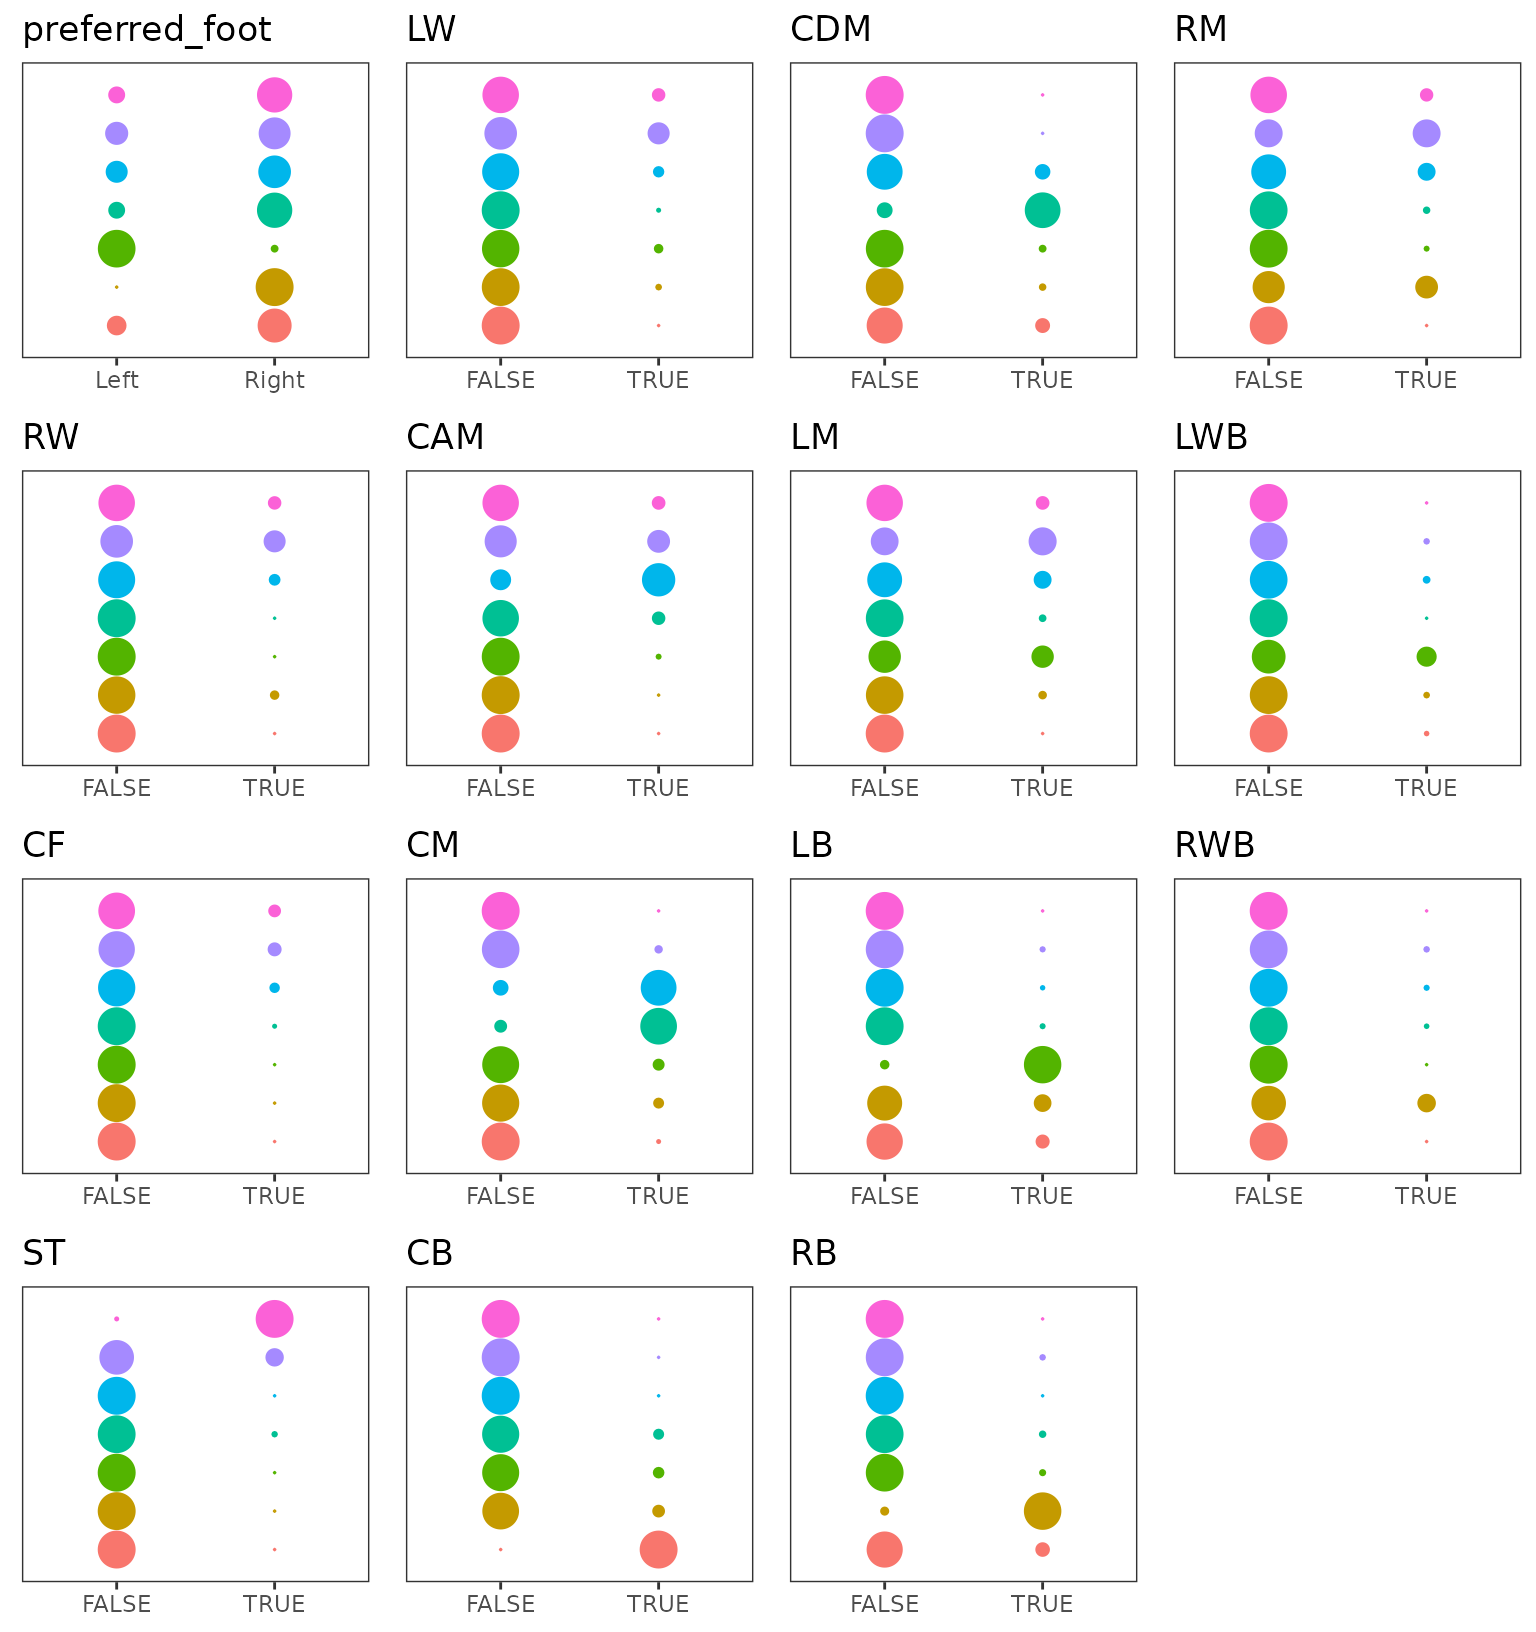 preferred_foot LW CDM RM
Left Right FALSE TRUE FALSE TRUE FALSE TRUE
RW CAM LM LWB
FALSE TRUE FALSE TRUE FALSE TRUE FALSE TRUE
CF CM LB RWB
FALSE TRUE FALSE TRUE FALSE TRUE FALSE TRUE
ST CB RB
FALSE TRUE FALSE TRUE FALSE TRUE